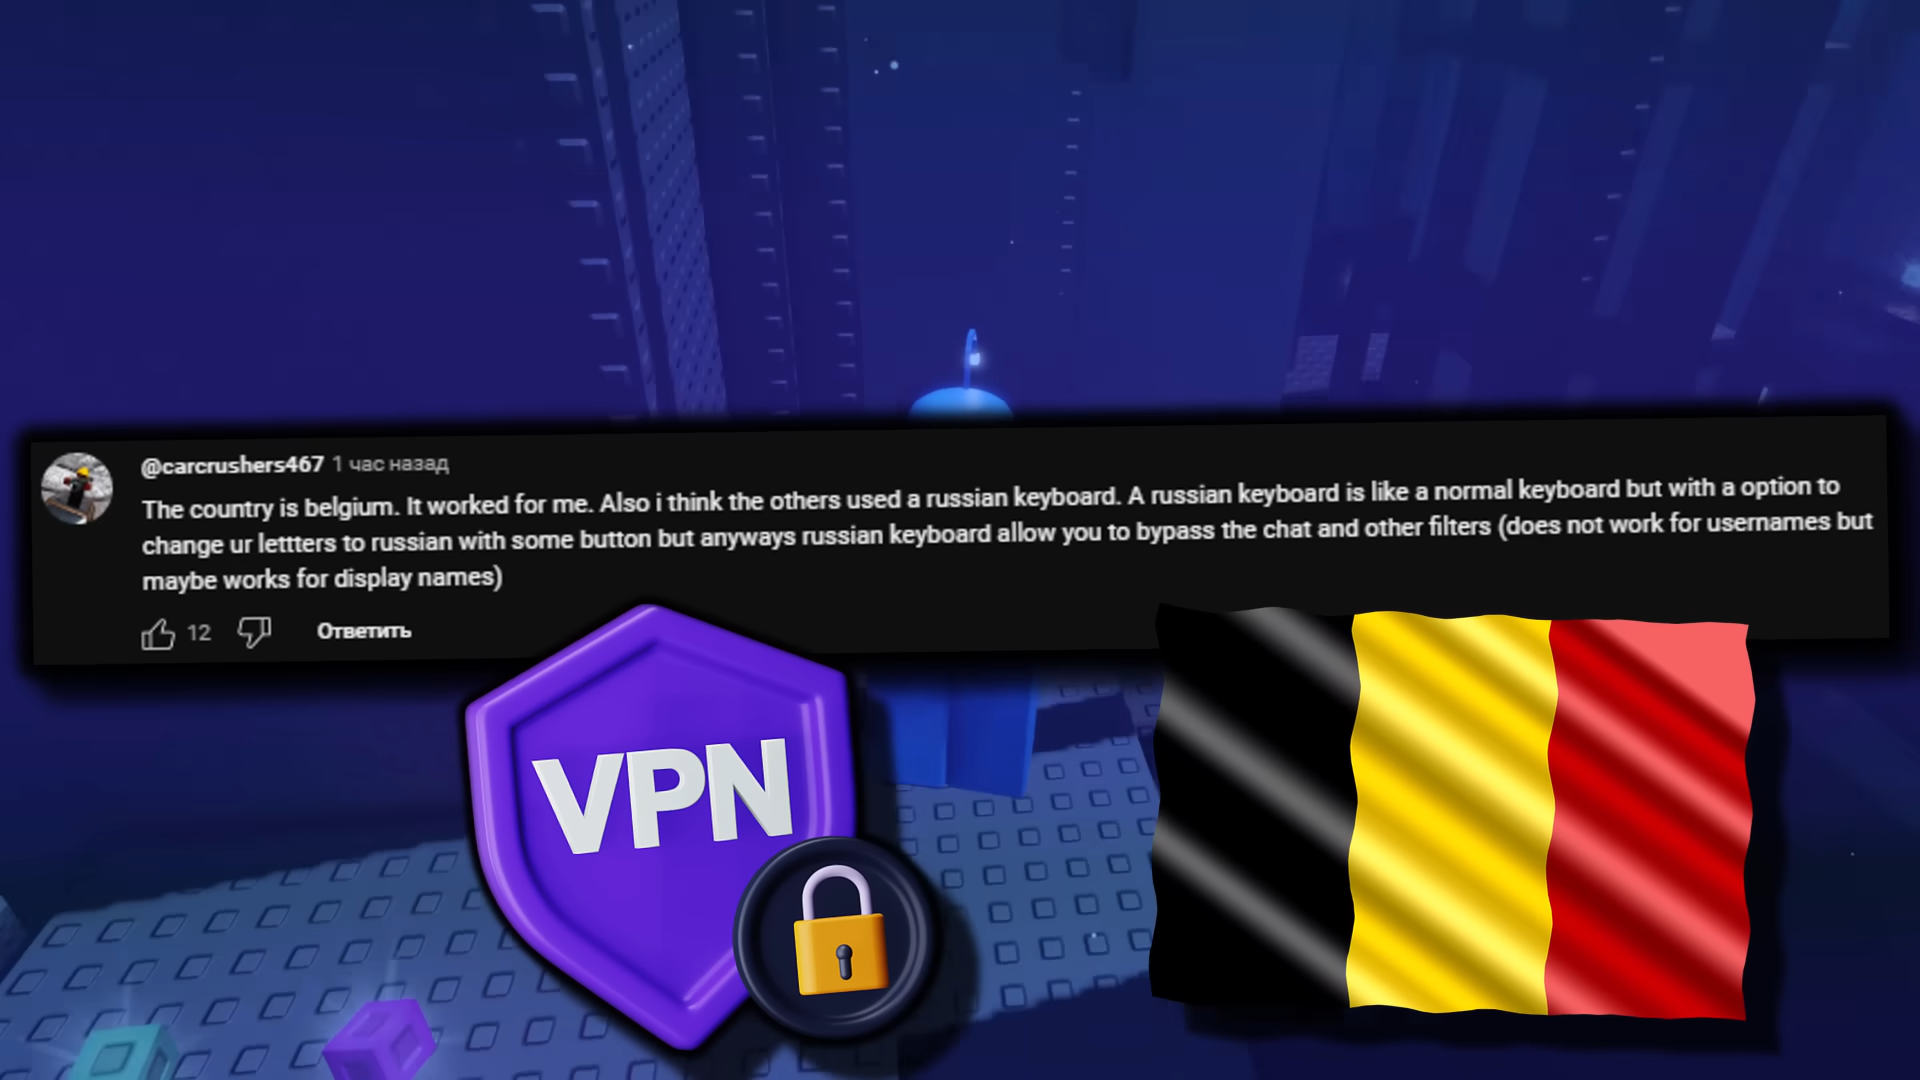 @carcrushers467 1 час назад
The country is belgium. It worked for me. Also i think the others used a russian keyboard. A russian keyboard is like a normal keyboard but with a option to
change ur lettters to russian with some button but anyways russian keyboard allow you to bypass the chat and other filters (does not work for usernames but
maybe works for display names)
12
Ответить
VPN